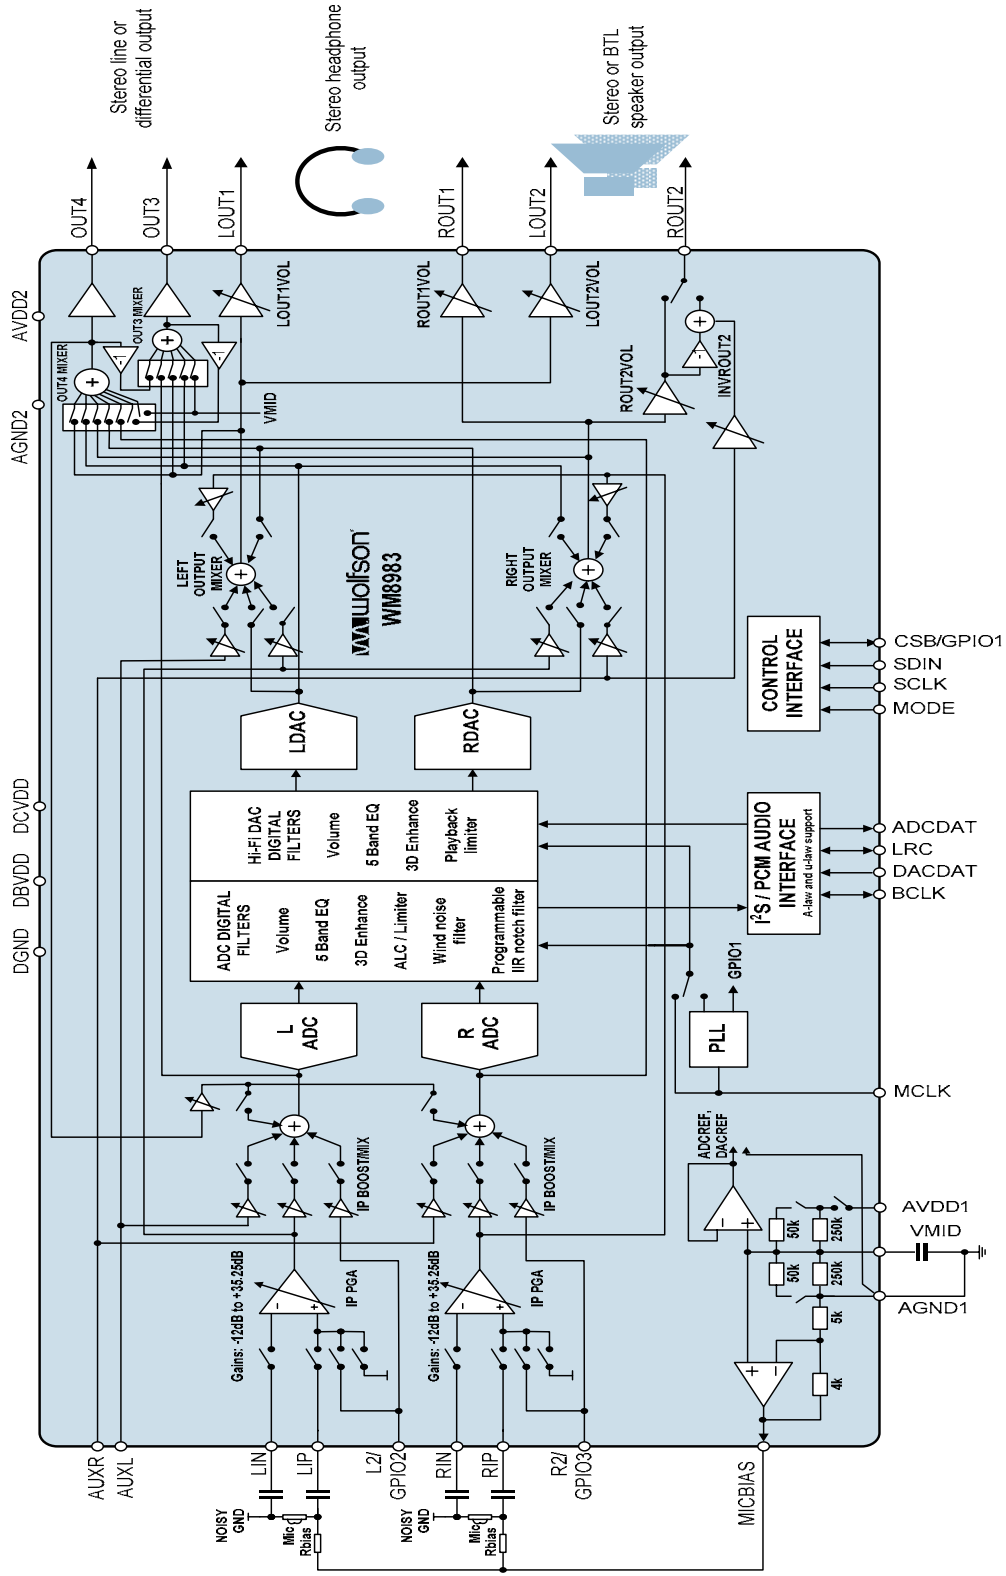 Stereo line or
differential output
Stereo headphone
output
Stereo or BTL
speaker output
OUT4
OUT3
LOUT1
ROUT1
LOUT2
ROUT2
AVDD2
AGND2
DCVDD
DBVDD
DGND
OUT4 MIXER
OUT3 MIXER
-1
-1
VMID
LOUT1VOL
ROUT1VOL
LOUT2VOL
ROUT2VOL
-1
INVROUT2
+
+
+
LEFT
OUTPUT
MIXER
+
wolfson
WM8983
RIGHT
OUTPUT
MIXER
+
LDAC
RDAC
CONTROL
INTERFACE
CSB/GPIO1
SDIN
SCLK
MODE
Hi-Fi DAC
DIGITAL
FILTERS
Volume
5 Band EQ
3D Enhance
Playback
limiter
ADC DIGITAL
FILTERS
Volume
5 Band EQ
3D Enhance
ALC / Limiter
Wind noise
filter
Programmable
IIR notch filter
I²S / PCM AUDIO
INTERFACE
A-law and u-law support
ADCDAT
LRC
DACDAT
BCLK
L
ADC
R
ADC
PLL
GPIO1
MCLK
+
+
IP BOOST/MIX
IP BOOST/MIX
ADCREF,
DACREF
−
+
50k
250k
50k
250k
5k
4k
+
−
AVDD1
VMID
AGND1
Gains: -12dB to +35.25dB
−
+
IP PGA
Gains: -12dB to +35.25dB
−
+
IP PGA
AUXR
AUXL
LIN
LIP
L2/
GPIO2
RIN
RIP
R2/
GPIO3
MICBIAS
NOISY
GND
Mic
Rbias
NOISY
GND
Mic
Rbias